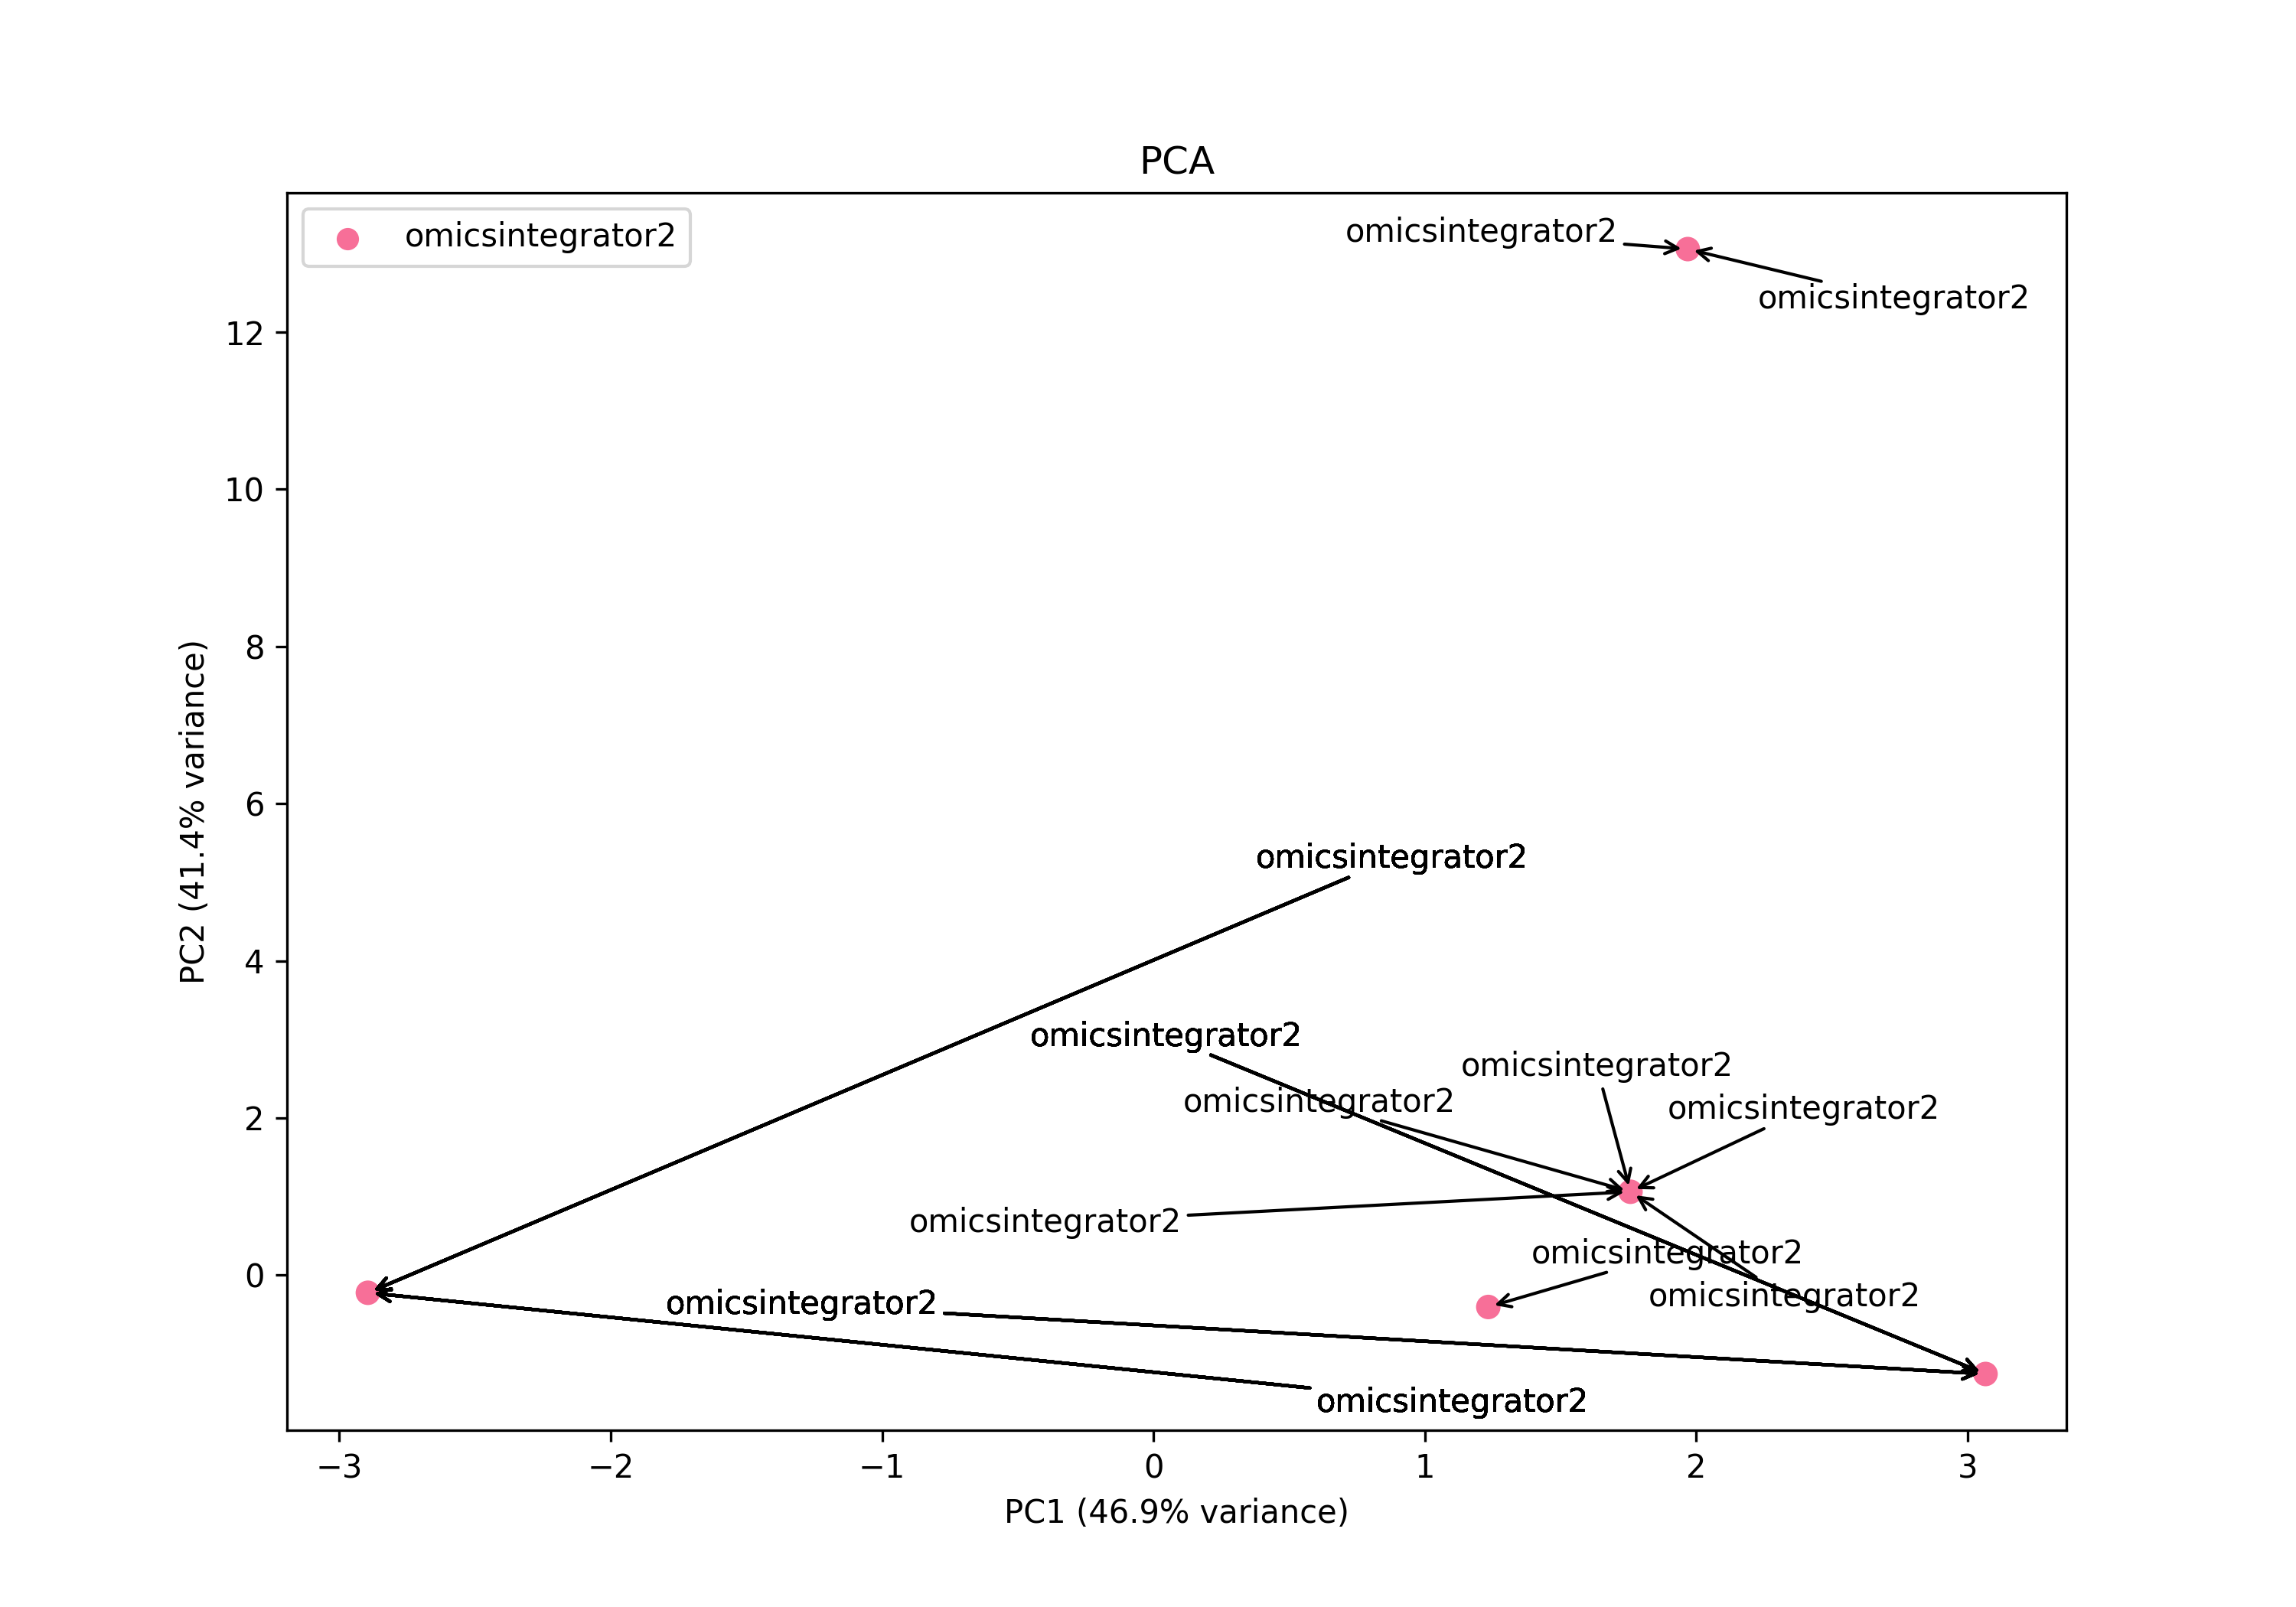 PCA
omicsintegrator2
omicsintegrator2
omicsintegrator2
12
10
8
6
4
2
0
PC2 (41.4% variance)
omicsintegrator2
omicsintegrator2
omicsintegrator2
omicsintegrator2
omicsintegrator2
omicsintegrator2
omicsintegrator2
omicsintegrator2
omicsintegrator2
omicsintegrator2
−3
−2
−1
0
1
2
3
PC1 (46.9% variance)